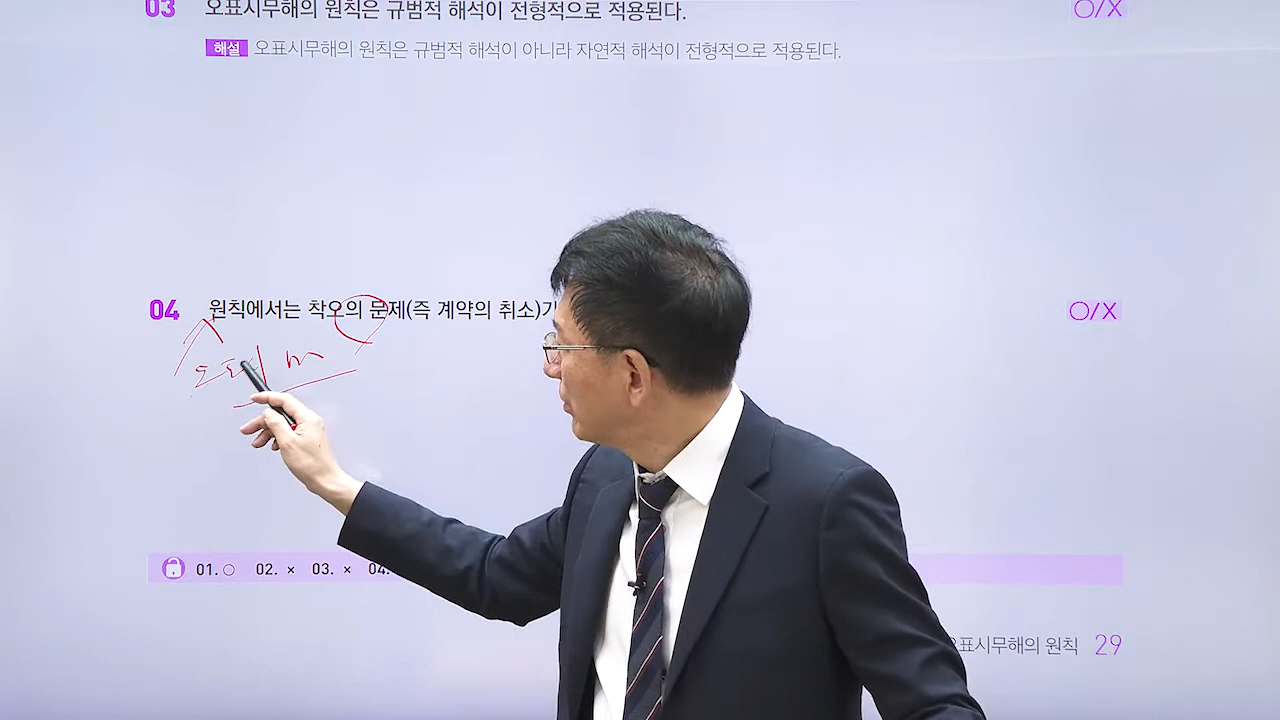 03 오표시무해의 원칙은 규범적 해석이 전형적으로 적용된다. O/X
해설 오표시무해의 원칙은 규범적 해석이 아니라 자연적 해석이 전형적으로 적용된다.
04 원칙에서는 착오의 문제(즉 계약의 취소)가 O/X
오표시 m
01. ○ 02. × 03. × 04.
오표시무해의 원칙 29